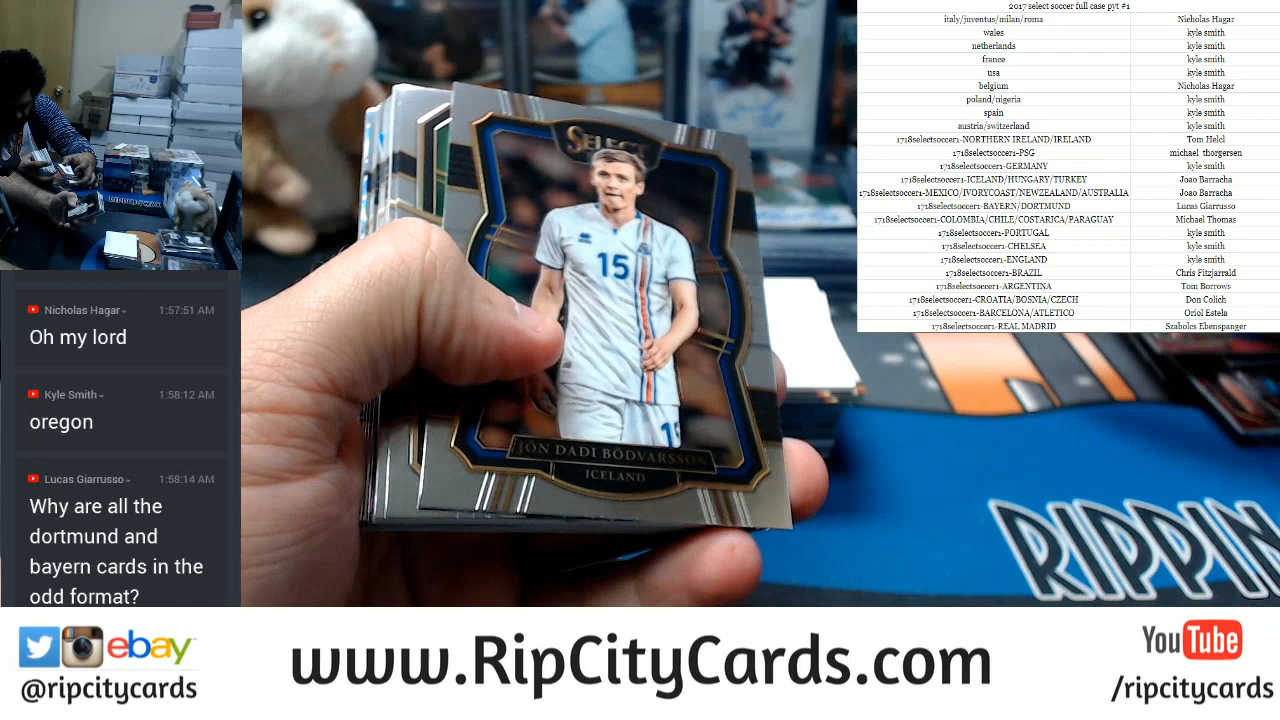 2017 select soccer full case pyt #1
italy/juventus/milan/roma Nicholas Hagar
wales kyle smith
netherlands kyle smith
france kyle smith
usa kyle smith
belgium Nicholas Hagar
poland/nigeria kyle smith
spain kyle smith
austria/switzerland kyle smith
1718selectsoccer1-NORTHERN IRELAND/IRELAND Tom Helcl
1718selectsoccer1-PSG michael thorgersen
1718selectsoccer1-GERMANY kyle smith
1718selectsoccer1-ICELAND/HUNGARY/TURKEY Joao Barracha
1718selectsoccer1-MEXICO/IVORYCOAST/NEWZEALAND/AUSTRALIA Joao Barracha
1718selectsoccer1-BAYERN/DORTMUND Lucas Giarrusso
1718selectsoccer1-COLOMBIA/CHILE/COSTARICA/PARAGUAY Michael Thomas
1718selectsoccer1-PORTUGAL kyle smith
1718selectsoccer1-CHELSEA kyle smith
1718selectsoccer1-ENGLAND kyle smith
1718selectsoccer1-BRAZIL Chris Fitzjarrald
1718selectsoccer1-ARGENTINA Tom Borrows
1718selectsoccer1-CROATIA/BOSNIA/CZECH Don Colich
1718selectsoccer1-BARCELONA/ATLETICO Oriol Estela
1718selectsoccer1-REAL MADRID Szabolcs Ebenspanger
SELECT
15
15
JON DADI BÖDVARSSON
ICELAND
Nicholas Hagar 1:57:51 AM
Oh my lord
Kyle Smith 1:58:12 AM
oregon
Lucas Giarrusso 1:58:14 AM
Why are all the
dortmund and
bayern cards in the
odd format?
RIPPIN
ebay
@ripcitycards
www.RipCityCards.com
YouTube
/ripcitycards